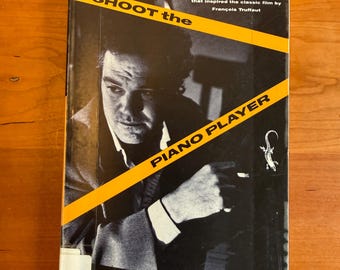 that inspired the classic film by
François Truffaut
SHOOT the
PIANO PLAYER